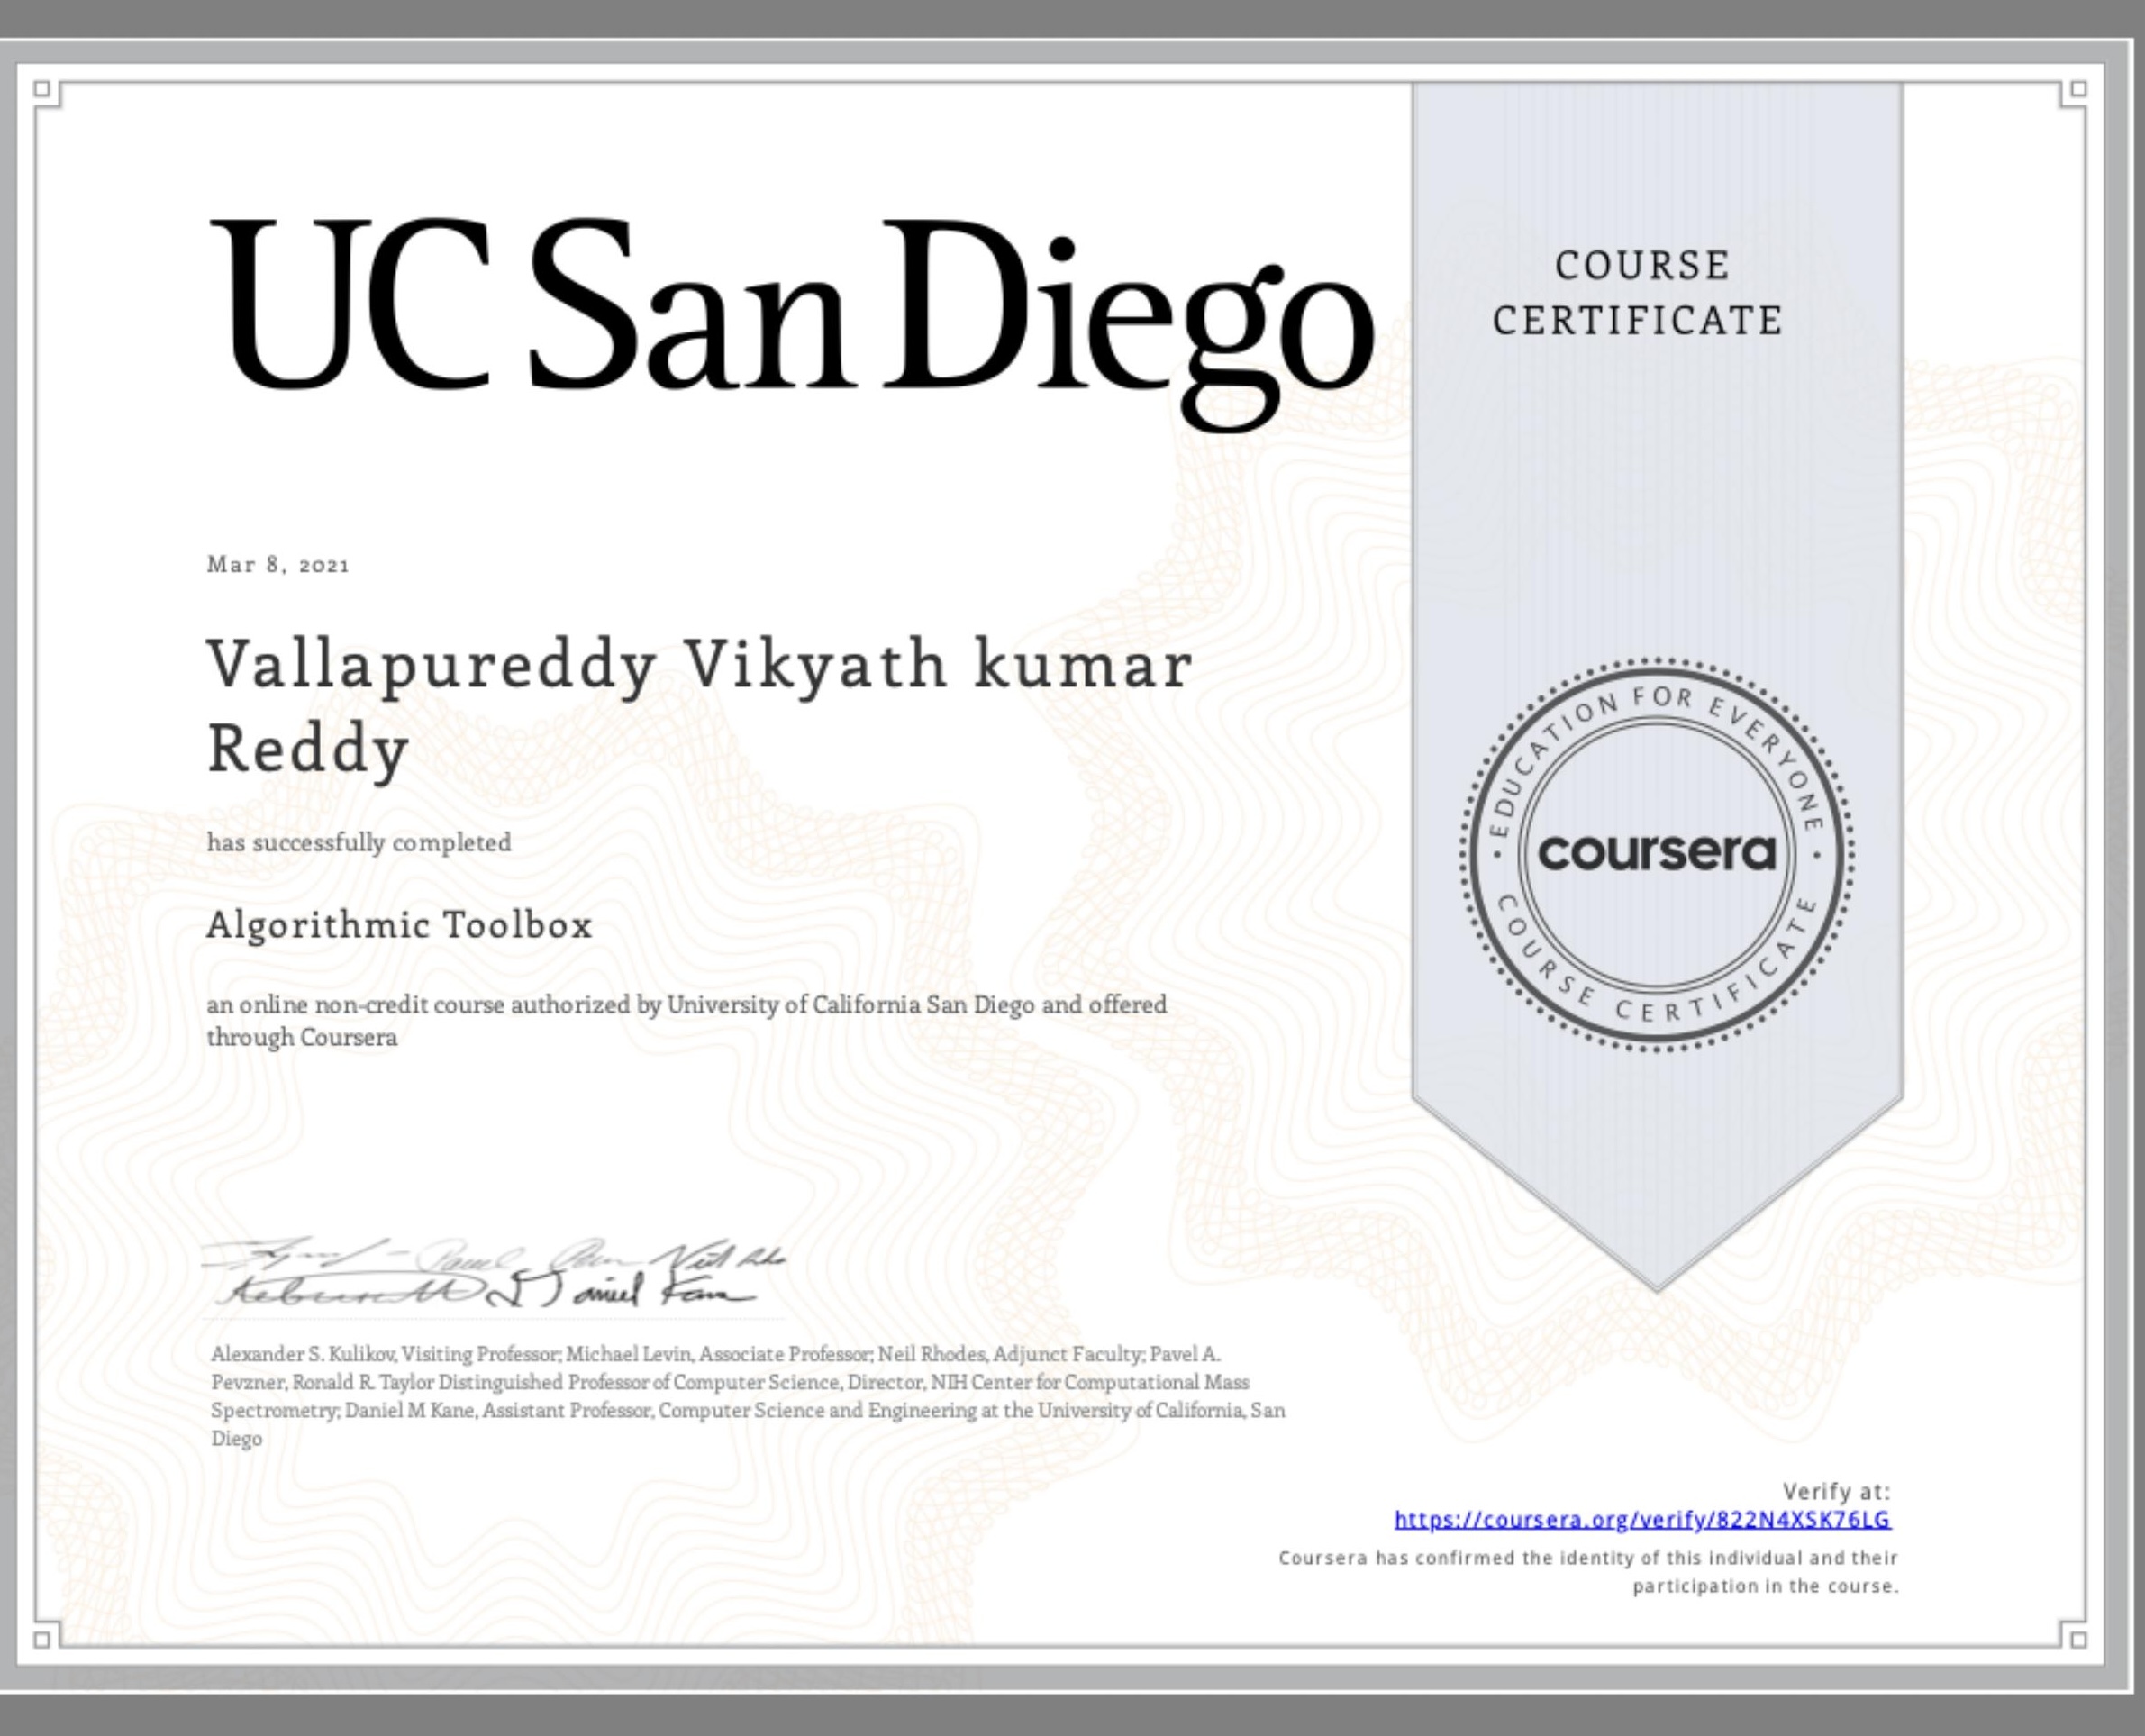 UC San Diego
COURSE
CERTIFICATE
Mar 8, 2021
Vallapureddy Vikyath kumar
Reddy
has successfully completed
Algorithmic Toolbox
an online non-credit course authorized by University of California San Diego and offered
through Coursera
EDUCATION FOR EVERYONE
coursera
COURSE CERTIFICATE
Daniel Kane
Alexander S. Kulikov, Visiting Professor; Michael Levin, Associate Professor; Neil Rhodes, Adjunct Faculty; Pavel A.
Pevzner, Ronald R. Taylor Distinguished Professor of Computer Science, Director, NIH Center for Computational Mass
Spectrometry; Daniel M Kane, Assistant Professor, Computer Science and Engineering at the University of California, San
Diego
Verify at:
https://coursera.org/verify/822N4XSK76LG
Coursera has confirmed the identity of this individual and their
participation in the course.